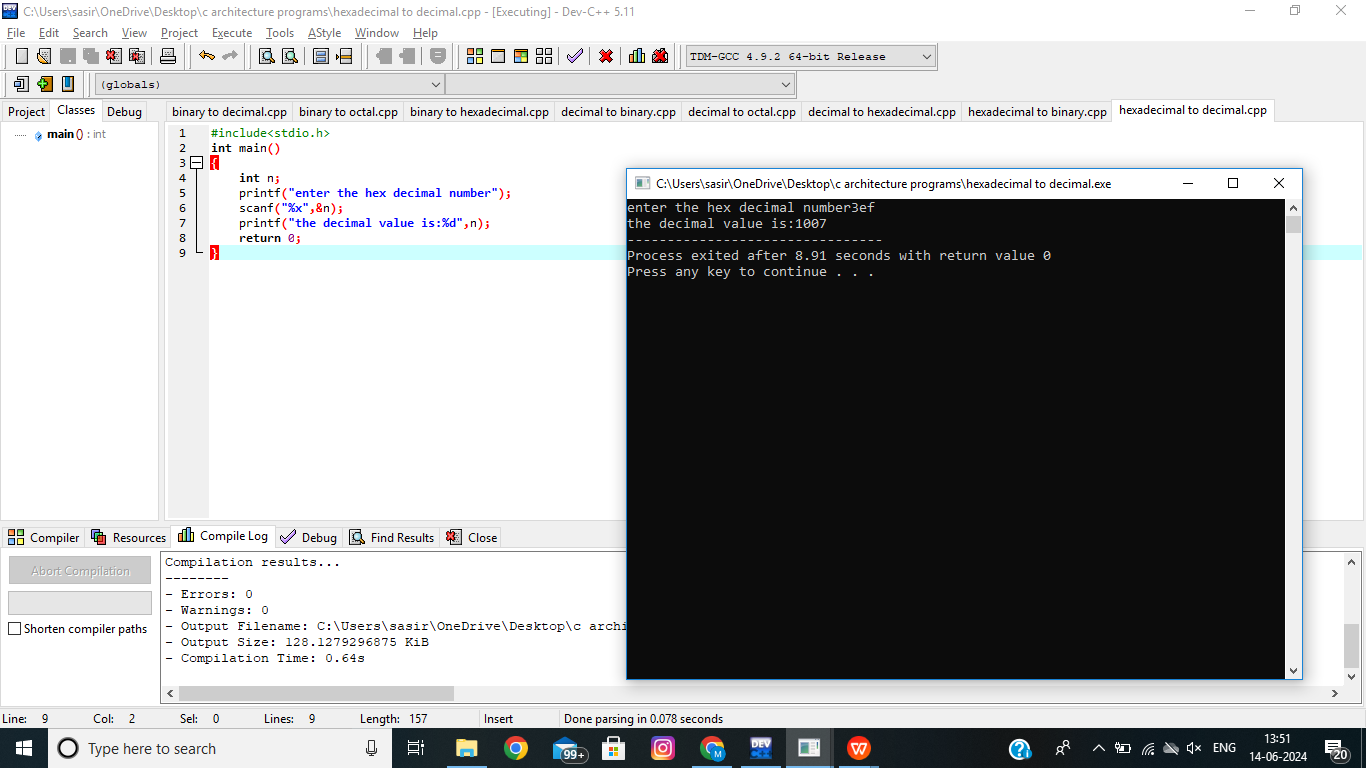 C:\Users\sasir\OneDrive\Desktop\c architecture programs\hexadecimal to decimal.cpp - [Executing] - Dev-C++ 5.11
File Edit Search View Project Execute Tools AStyle Window Help
TDM-GCC 4.9.2 64-bit Release
(globals)
Project Classes Debug
binary to decimal.cpp binary to octal.cpp binary to hexadecimal.cpp decimal to binary.cpp decimal to octal.cpp decimal to hexadecimal.cpp hexadecimal to binary.cpp hexadecimal to decimal.cpp
main () : int
1 #include<stdio.h>
2 int main()
3 {
4 int n;
5 printf("enter the hex decimal number");
6 scanf("%x",&n);
7 printf("the decimal value is:%d",n);
8 return 0;
9 }
C:\Users\sasir\OneDrive\Desktop\c architecture programs\hexadecimal to decimal.exe
enter the hex decimal number3ef
the decimal value is:1007
--------------------------------
Process exited after 8.91 seconds with return value 0
Press any key to continue . . .
Compiler Resources Compile Log Debug Find Results Close
Abort Compilation
Shorten compiler paths
Compilation results...
--------
- Errors: 0
- Warnings: 0
- Output Filename: C:\Users\sasir\OneDrive\Desktop\c archi
- Output Size: 128.1279296875 KiB
- Compilation Time: 0.64s
Line: 9 Col: 2 Sel: 0 Lines: 9 Length: 157 Insert Done parsing in 0.078 seconds
Type here to search
99+
M
DEV
W
ENG
13:51
14-06-2024
20